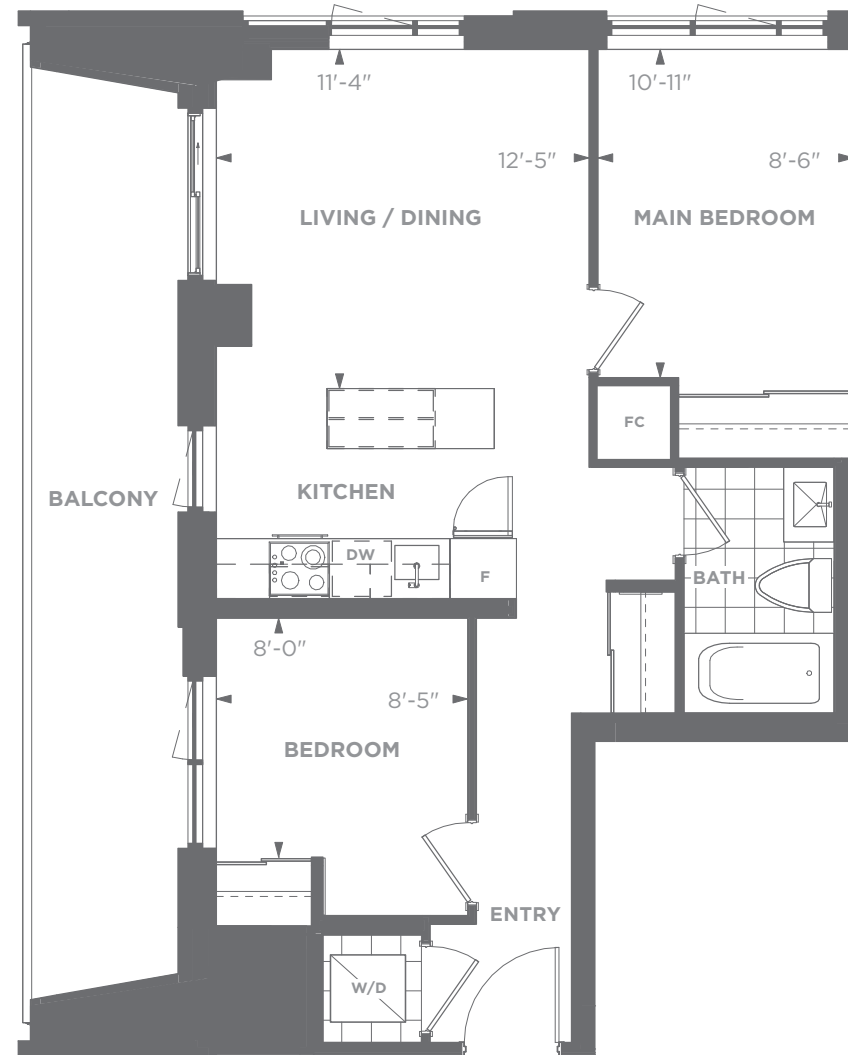 11'-4"
10'-11"
12'-5"
8'-6"
LIVING / DINING
MAIN BEDROOM
FC
KITCHEN
BALCONY
DW
F
BATH
8'-0"
8'-5"
BEDROOM
ENTRY
W/D